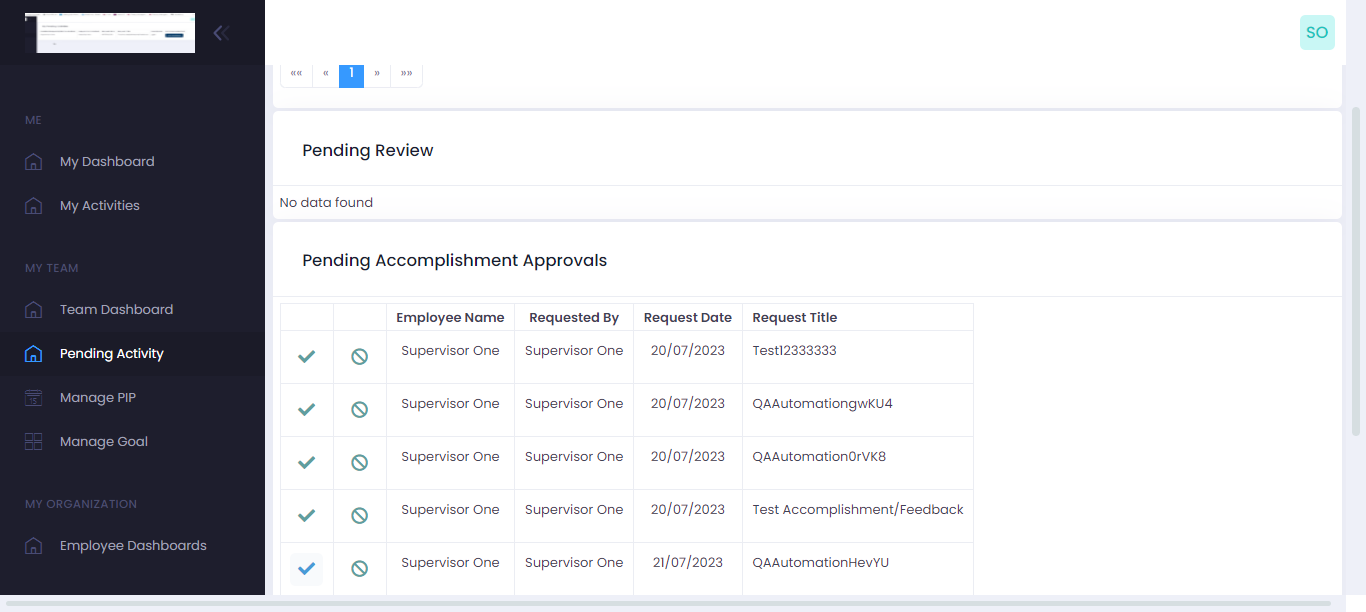 SO
«« « 1 » »»
ME
My Dashboard
My Activities
MY TEAM
Team Dashboard
Pending Activity
Manage PIP
Manage Goal
MY ORGANIZATION
Employee Dashboards
Pending Review
No data found
Pending Accomplishment Approvals
Employee Name Requested By Request Date Request Title
Supervisor One Supervisor One 20/07/2023 Test12333333
Supervisor One Supervisor One 20/07/2023 QAAutomationgwKU4
Supervisor One Supervisor One 20/07/2023 QAAutomation0rVK8
Supervisor One Supervisor One 20/07/2023 Test Accomplishment/Feedback
Supervisor One Supervisor One 21/07/2023 QAAutomationHevYU